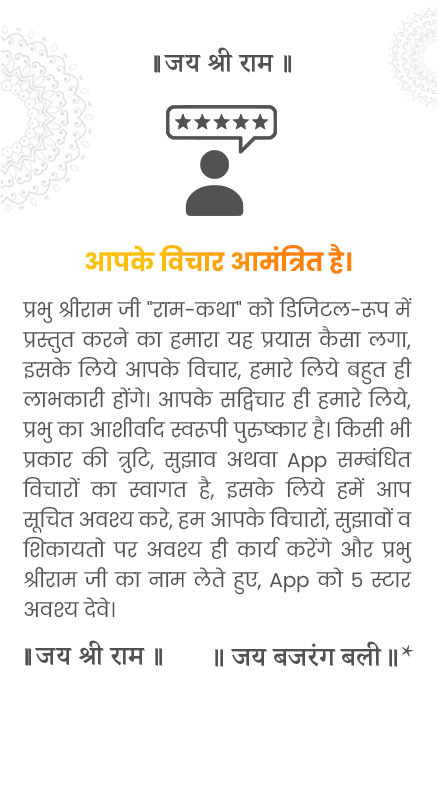 ॥ जय श्री राम ॥
आपके विचार आमंत्रित है।
प्रभु श्रीराम जी "राम-कथा" को डिजिटल-रूप में
प्रस्तुत करने का हमारा यह प्रयास कैसा लगा,
इसके लिये आपके विचार, हमारे लिये बहुत ही
लाभकारी होंगे। आपके सद्विचार ही हमारे लिये,
प्रभु का आशीर्वाद स्वरूपी पुरुष्कार है। किसी भी
प्रकार की त्रुटि, सुझाव अथवा App सम्बंधित
विचारों का स्वागत है, इसके लिये हमें आप
सूचित अवश्य करे, हम आपके विचारों, सुझावों व
शिकायतो पर अवश्य ही कार्य करेंगे और प्रभु
श्रीराम जी का नाम लेते हुए, App को 5 स्टार
अवश्य देवे।
॥ जय श्री राम ॥ ॥ जय बजरंग बली ॥*